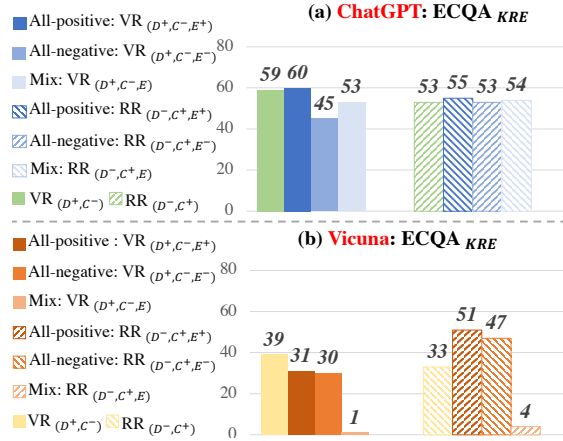 (a) ChatGPT: ECQA KRE
All-positive: VR (D⁺,C⁻,E⁺)
All-negative: VR (D⁺,C⁻,E⁻)
Mix: VR (D⁺,C⁻,E)
All-positive: RR (D⁻,C⁺,E⁺)
All-negative: RR (D⁻,C⁺,E⁻)
Mix: RR (D⁻,C⁺,E)
VR (D⁺,C⁻) RR (D⁻,C⁺)
80
60
40
20
0
59 60 45 53 53 55 53 54
(b) Vicuna: ECQA KRE
All-positive : VR (D⁺,C⁻,E⁺)
All-negative: VR (D⁺,C⁻,E⁻)
Mix: VR (D⁺,C⁻,E)
All-positive: RR (D⁻,C⁺,E⁺)
All-negative: RR (D⁻,C⁺,E⁻)
Mix: RR (D⁻,C⁺,E)
VR (D⁺,C⁻) RR (D⁻,C⁺)
80
60
40
20
0
39 31 30 1 33 51 47 4